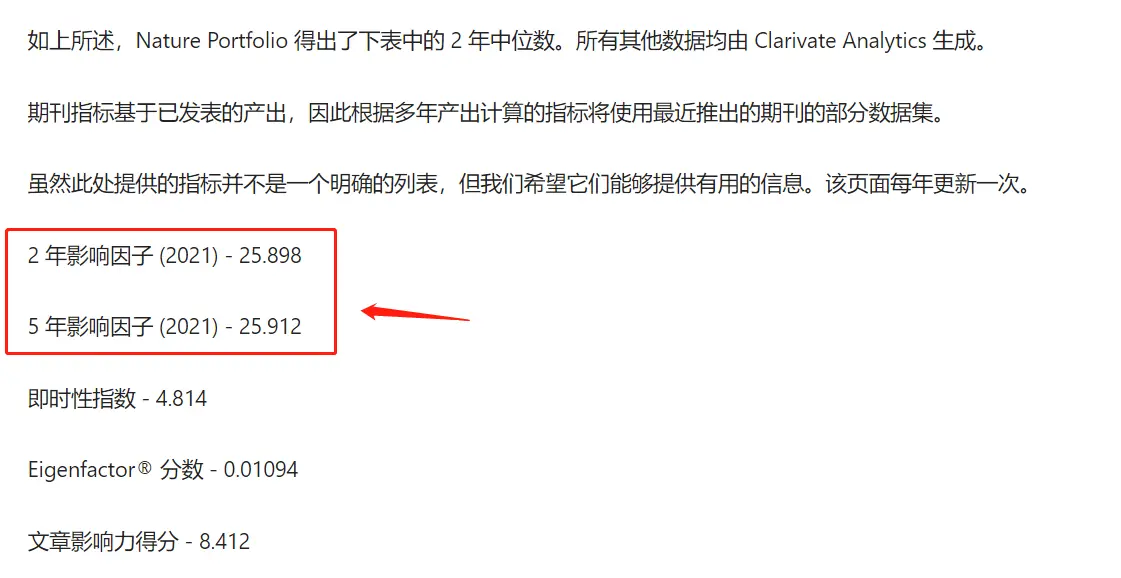 如上所述，Nature Portfolio 得出了下表中的 2 年中位数。所有其他数据均由 Clarivate Analytics 生成。
期刊指标基于已发表的产出，因此根据多年产出计算的指标将使用最近推出的期刊的部分数据集。
虽然此处提供的指标并不是一个明确的列表，但我们希望它们能够提供有用的信息。该页面每年更新一次。
2 年影响因子 (2021) - 25.898
5 年影响因子 (2021) - 25.912
即时性指数 - 4.814
Eigenfactor® 分数 - 0.01094
文章影响力得分 - 8.412